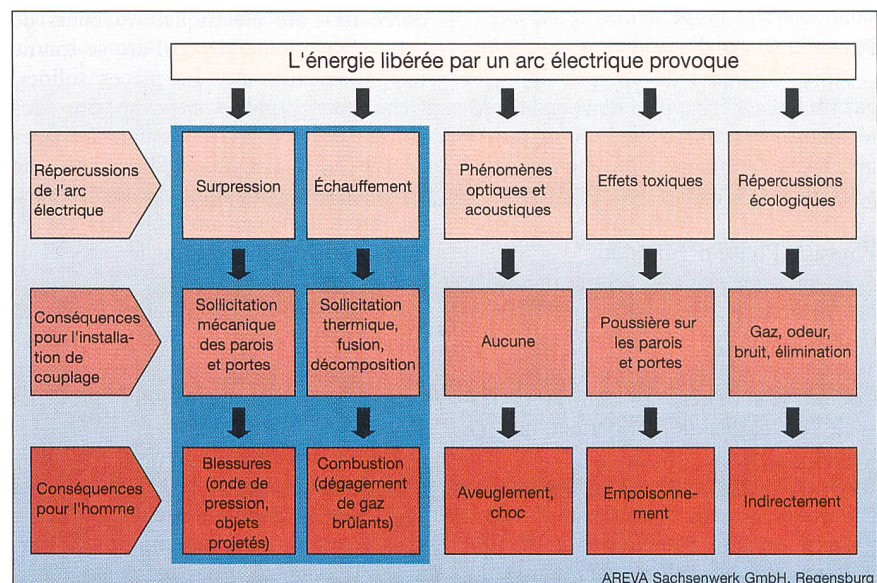 L'énergie libérée par un arc électrique provoque
Répercussions
de l'arc
électrique
Surpression
Échauffement
Phénomènes
optiques et
acoustiques
Effets toxiques
Répercussions
écologiques
Conséquences
pour l'installa-
tion de
couplage
Sollicitation
mécanique
des parois
et portes
Sollicitation
thermique,
fusion,
décomposition
Aucune
Poussière sur
les parois
et portes
Gaz, odeur,
bruit, élimination
Conséquences
pour l'homme
Blessures
(onde de
pression,
objets
projetés)
Combustion
(dégagement
de gaz
brûlants)
Aveuglement,
choc
Empoisonne-
ment
Indirectement
AREVA Sachsenwerk GmbH, Regensburg